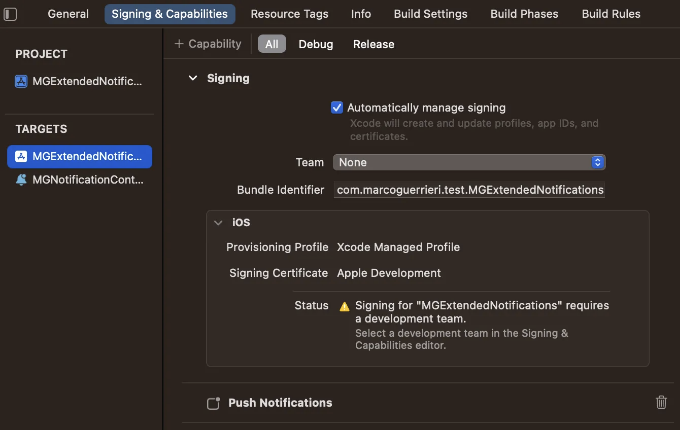 General Signing & Capabilities Resource Tags Info Build Settings Build Phases Build Rules
+ Capability All Debug Release
PROJECT
MGExtendedNotific...
TARGETS
MGExtendedNotific...
MGNotificationCont...
Signing
Automatically manage signing
Xcode will create and update profiles, app IDs, and
certificates.
Team None
Bundle Identifier com.marcoguerrieri.test.MGExtendedNotifications
iOS
Provisioning Profile Xcode Managed Profile
Signing Certificate Apple Development
Status Signing for "MGExtendedNotifications" requires
a development team.
Select a development team in the Signing &
Capabilities editor.
Push Notifications